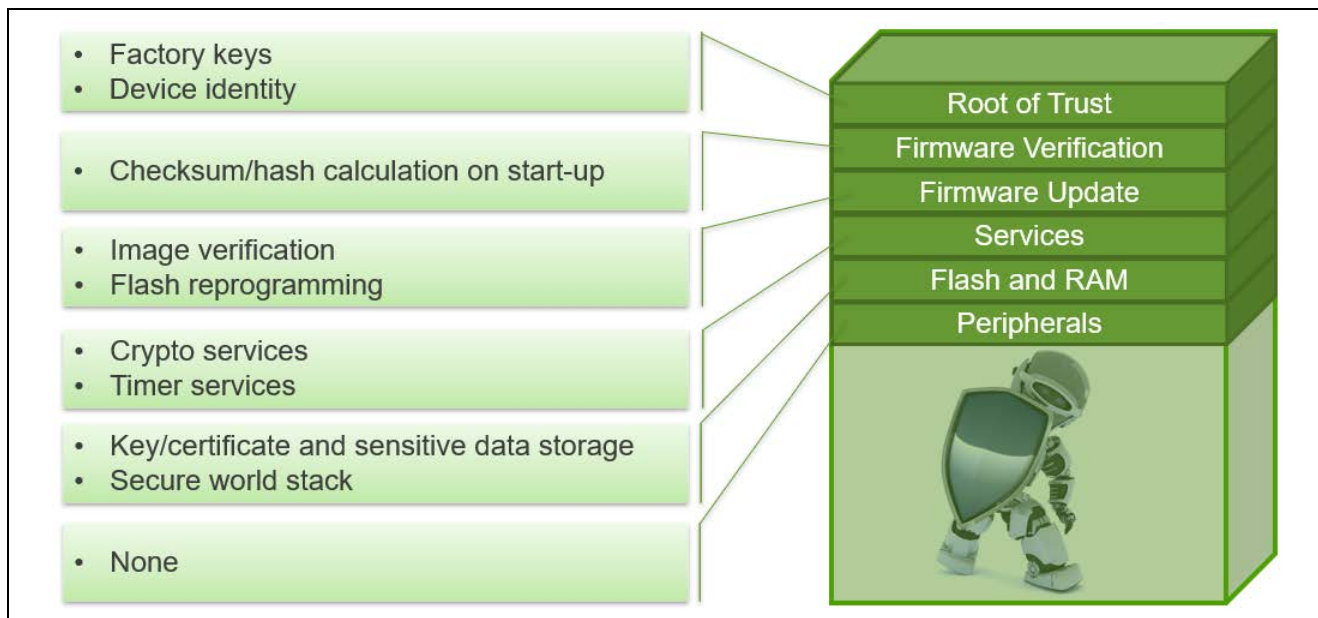 • Factory keys
• Device identity
• Checksum/hash calculation on start-up
• Image verification
• Flash reprogramming
• Crypto services
• Timer services
• Key/certificate and sensitive data storage
• Secure world stack
• None
Root of Trust
Firmware Verification
Firmware Update
Services
Flash and RAM
Peripherals